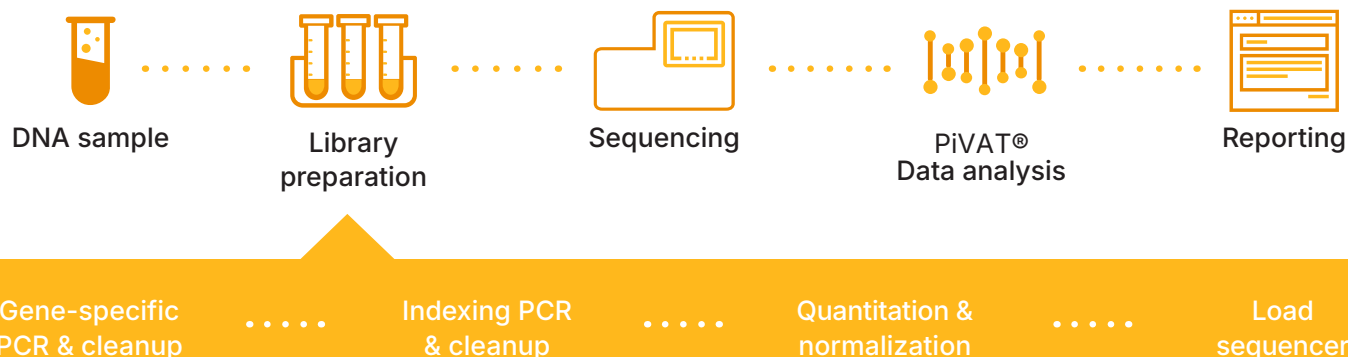 DNA sample
Library
preparation
Sequencing
PiVAT®
Data analysis
Reporting
Gene-specific
PCR & cleanup
Indexing PCR
& cleanup
Quantitation &
normalization
Load
sequencer